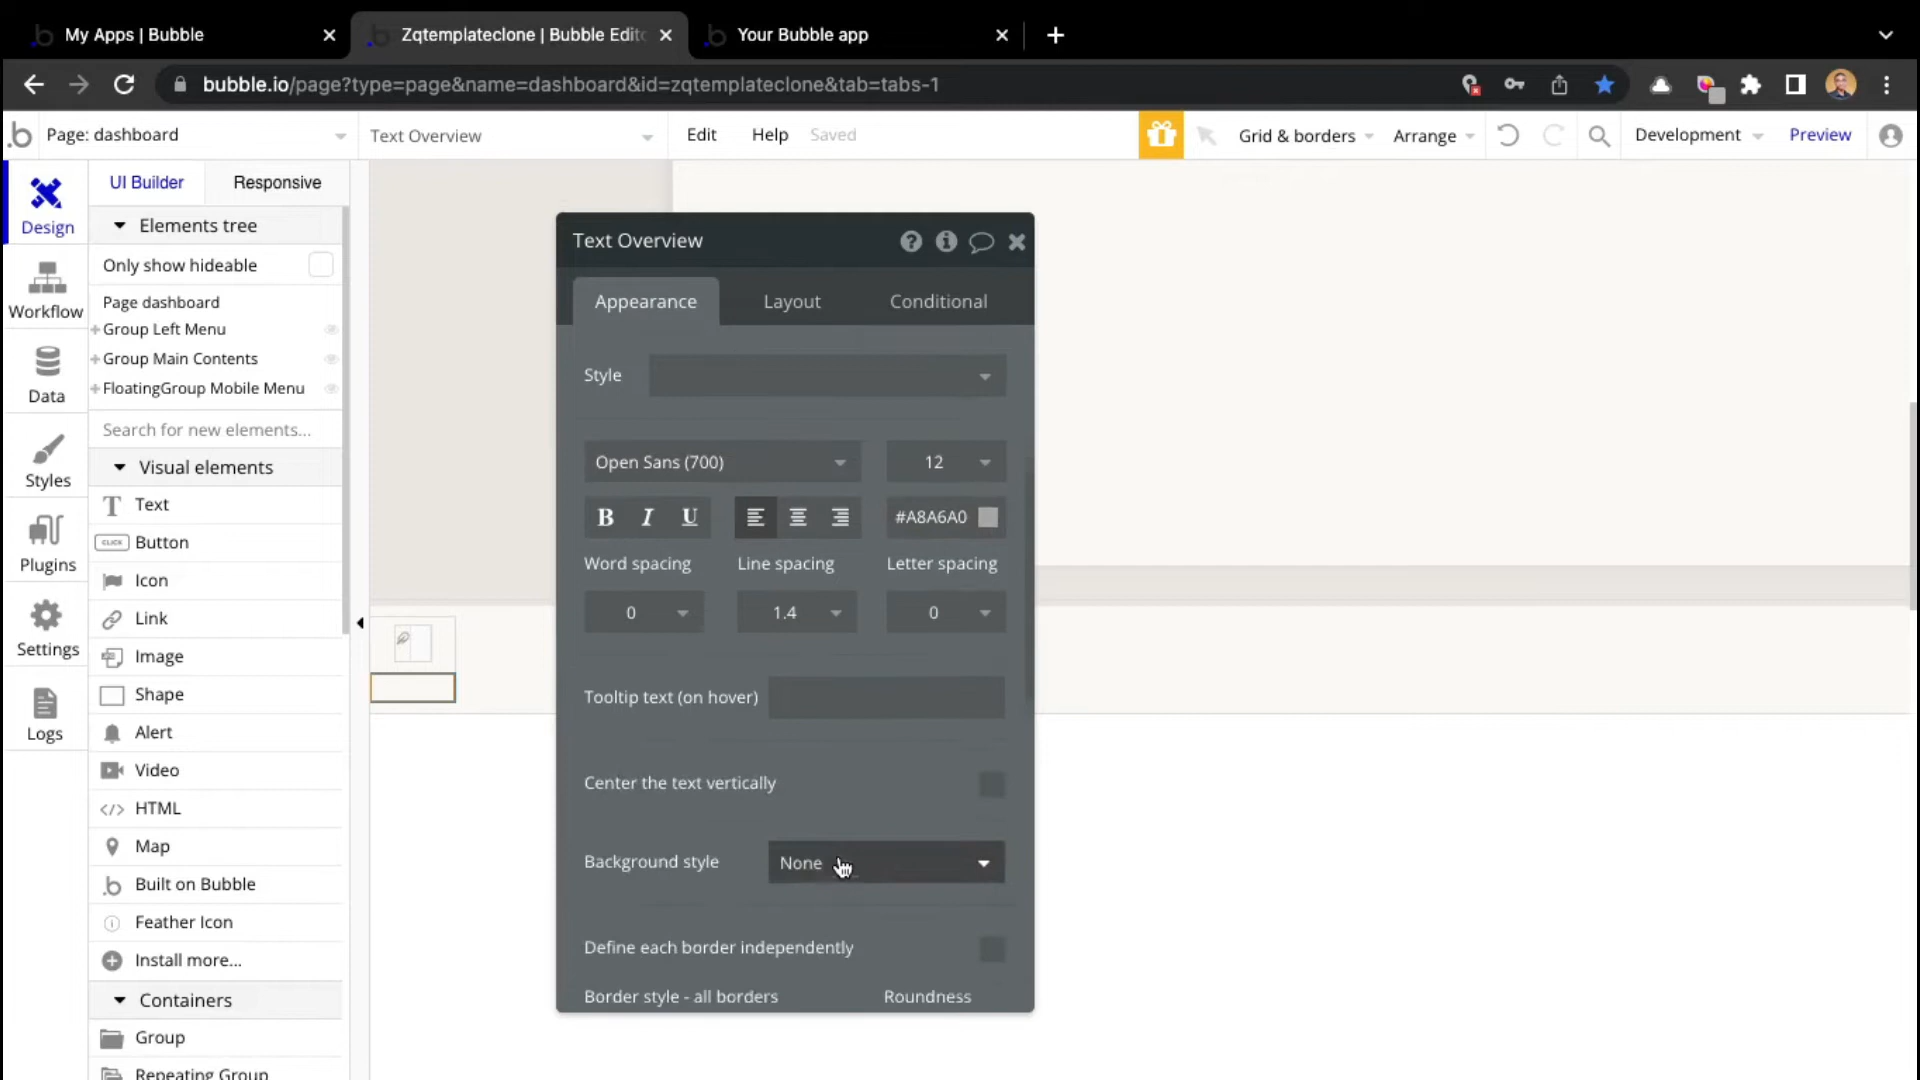 My Apps | Bubble
Zqtemplateclone | Bubble Edit
Your Bubble app
bubble.io/page?type=page&name=dashboard&id=zqtemplateclone&tab=tabs-1
Page: dashboard
Text Overview
Edit
Help
Saved
Grid & borders
Arrange
Development
Preview
Design
Workflow
Data
Styles
Plugins
Settings
Logs
UI Builder
Responsive
Elements tree
Only show hideable
Page dashboard
+ Group Left Menu
+ Group Main Contents
+ FloatingGroup Mobile Menu
Search for new elements...
Visual elements
Text
CLICK Button
Icon
Link
Image
Shape
Alert
Video
</> HTML
Map
Built on Bubble
Feather Icon
Install more...
Containers
Group
Repeating Group
Text Overview
Appearance
Layout
Conditional
Style
Open Sans (700)
12
B I U
#A8A6A0
Word spacing
Line spacing
Letter spacing
0
1.4
0
Tooltip text (on hover)
Center the text vertically
Background style
None
Define each border independently
Border style - all borders
Roundness